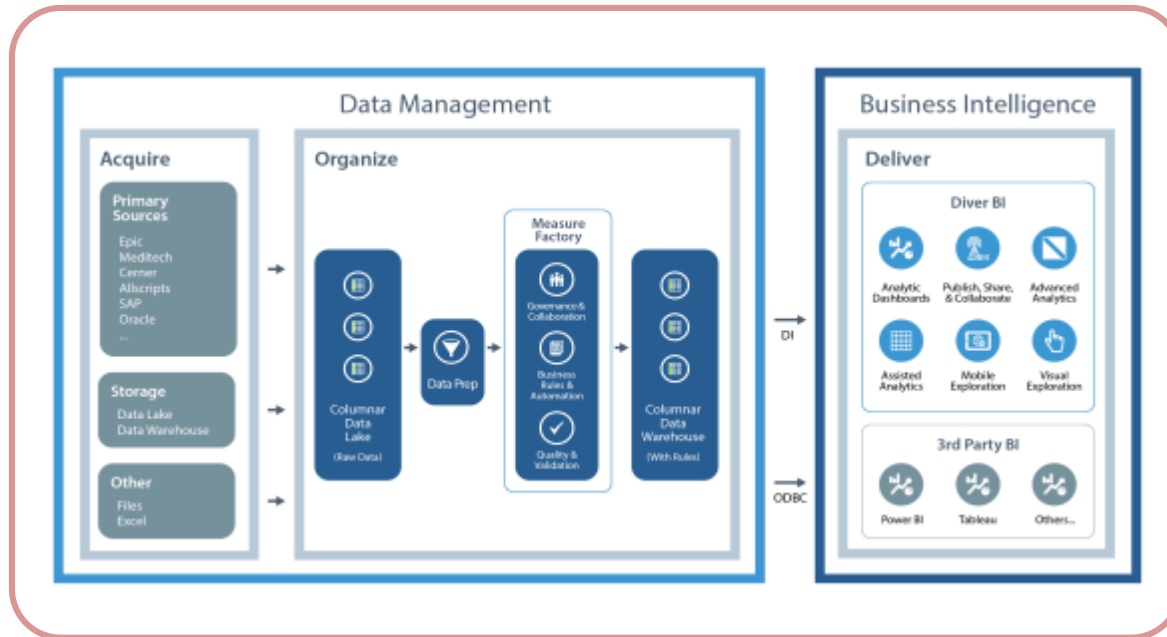 Data Management
Acquire
Primary
Sources
Epic
Meditech
Cerner
Allscripts
SAP
Oracle
...
Storage
Data Lake
Data Warehouse
Other
Files
Excel
Organize
Columnar
Data
Lake
(Raw Data)
Data Prep
Measure
Factory
Governance &
Collaboration
Business
Rules &
Automation
Quality &
Validation
Columnar
Data
Warehouse
(With Rules)
DI
ODBC
Business Intelligence
Deliver
Diver BI
Analytic
Dashboards
Publish, Share,
& Collaborate
Advanced
Analytics
Assisted
Analytics
Mobile
Exploration
Visual
Exploration
3rd Party BI
Power BI
Tableau
Others...